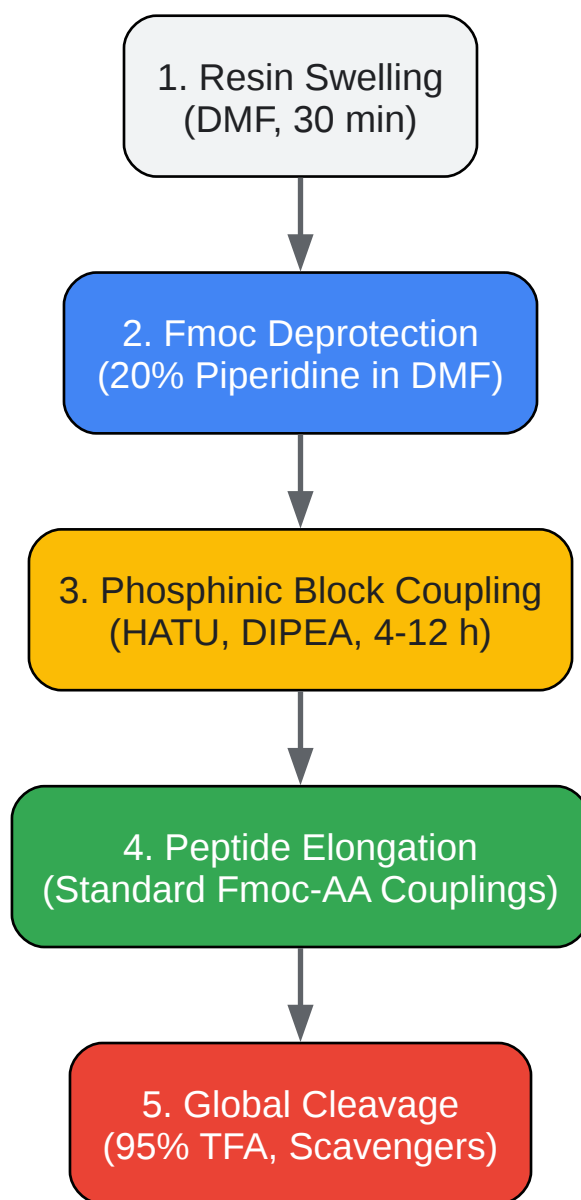 1. Resin Swelling
(DMF, 30 min)
2. Fmoc Deprotection
(20% Piperidine in DMF)
3. Phosphinic Block Coupling
(HATU, DIPEA, 4-12 h)
4. Peptide Elongation
(Standard Fmoc-AA Couplings)
5. Global Cleavage
(95% TFA, Scavengers)